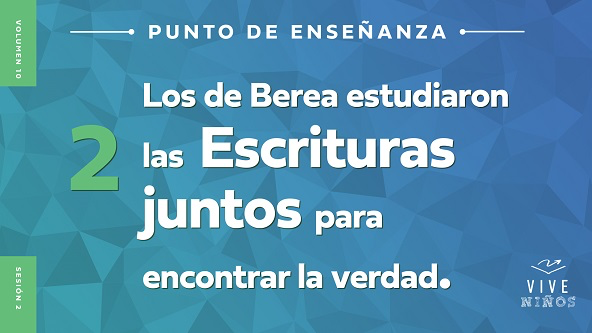 VOLUMEN 10
PUNTO DE ENSEÑANZA
2
Los de Berea estudiaron
las Escrituras
juntos para
encontrar la verdad.
SESIÓN 2
VIVE
NIÑOS